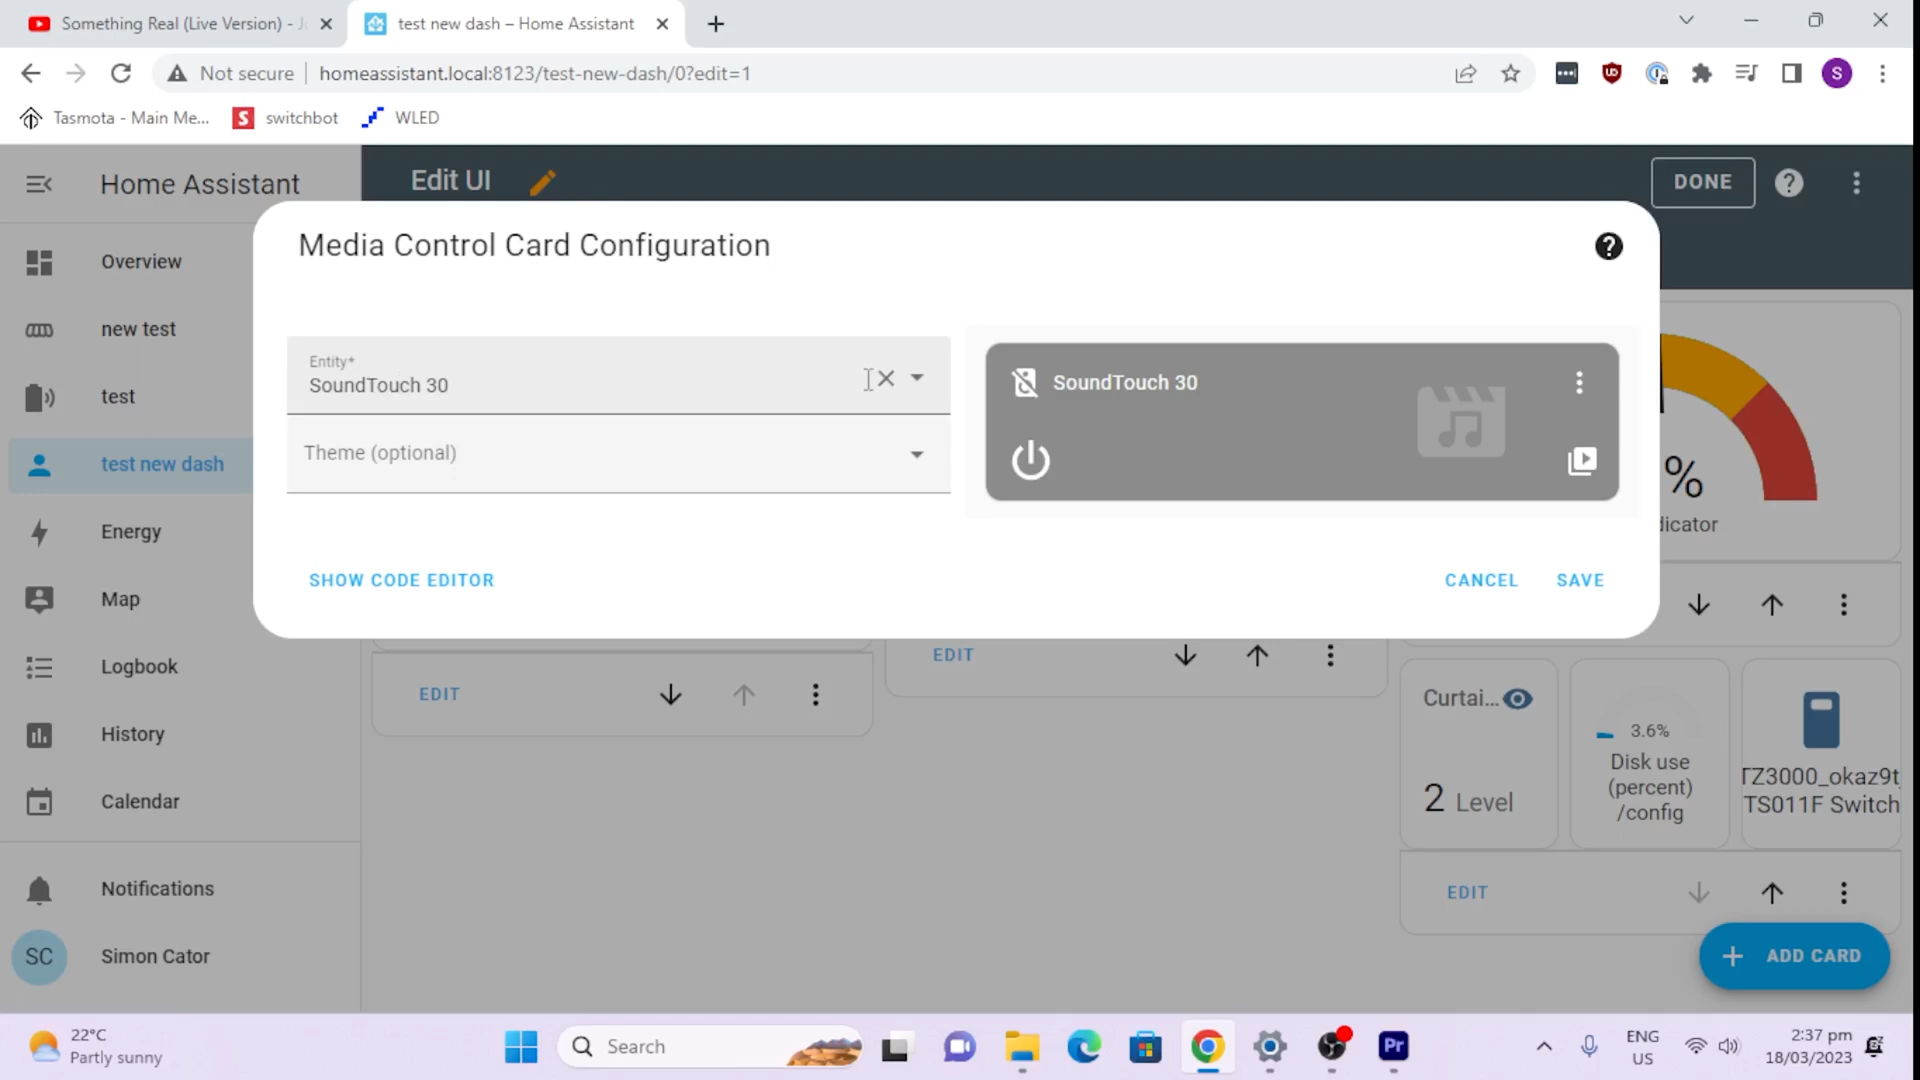 Something Real (Live Version) - J
test new dash – Home Assistant
Not secure
homeassistant.local:8123/test-new-dash/0?edit=1
S
Tasmota - Main Me...
switchbot
WLED
Home Assistant
Edit UI
DONE
Media Control Card Configuration
Overview
new test
test
test new dash
Energy
Map
Logbook
History
Calendar
Notifications
SC
Simon Cator
Entity*
SoundTouch 30
Theme (optional)
SoundTouch 30
SHOW CODE EDITOR
CANCEL
SAVE
%
dicator
EDIT
EDIT
Curtai...
2 Level
3.6%
Disk use
(percent)
/config
TZ3000_okaz9t
TS011F Switch
EDIT
ADD CARD
22°C
Partly sunny
Search
Pr
ENG
US
2:37 pm
18/03/2023